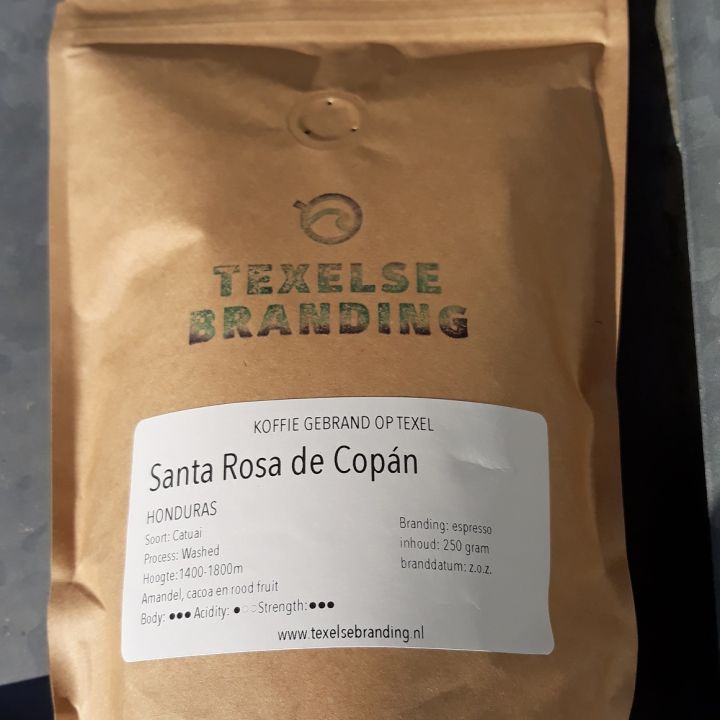 TEXELSE
BRANDING
KOFFIE GEBRAND OP TEXEL
Santa Rosa de Copán
HONDURAS
Soort: Catuai
Process: Washed
Hoogte:1400-1800m
Amandel, cacoa en rood fruit
Body: ●●● Acidity: ●○○ Strength: ●●●
Branding: espresso
inhoud: 250 gram
branddatum: z.o.z.
www.texelsebranding.nl